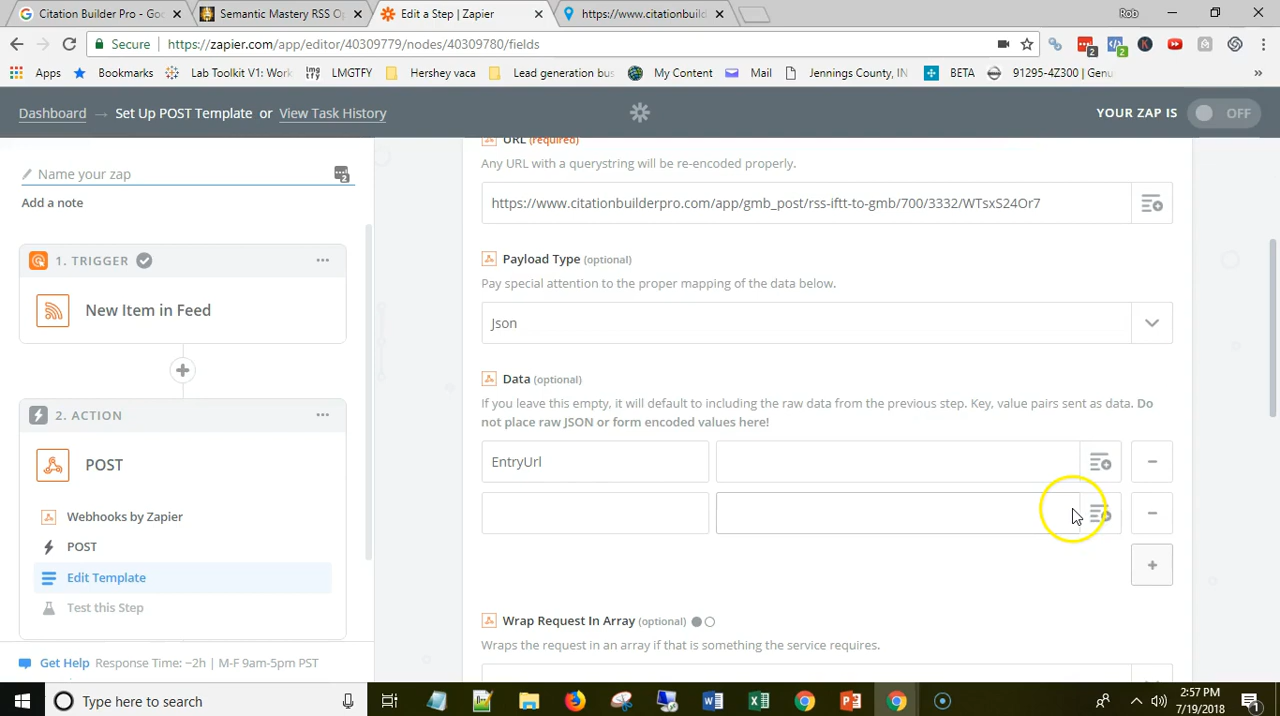 Citation Builder Pro - Goo
Semantic Mastery RSS Op
Edit a Step | Zapier
https://www.citationbuild
Rob
Secure
https://zapier.com/app/editor/40309779/nodes/40309780/fields
2
2
K
Apps
Bookmarks
Lab Toolkit V1: Work
img
LMGTFY
Hershey vaca
Lead generation bus
My Content
Mail
Jennings County, IN
BETA
91295-4Z300 | Genu
»
Dashboard → Set Up POST Template or View Task History
YOUR ZAP IS OFF
Name your zap
2
Add a note
1. TRIGGER
New Item in Feed
2. ACTION
POST
Webhooks by Zapier
POST
Edit Template
Test this Step
Get Help Response Time: ~2h | M-F 9am-5pm PST
URL (required)
Any URL with a querystring will be re-encoded properly.
https://www.citationbuilderpro.com/app/gmb_post/rss-iftt-to-gmb/700/3332/WTsxS24Or7
Payload Type (optional)
Pay special attention to the proper mapping of the data below.
Json
Data (optional)
If you leave this empty, it will default to including the raw data from the previous step. Key, value pairs sent as data. Do
not place raw JSON or form encoded values here!
EntryUrl
Wrap Request In Array (optional)
Wraps the request in an array if that is something the service requires.
Type here to search
2:57 PM
7/19/2018
1